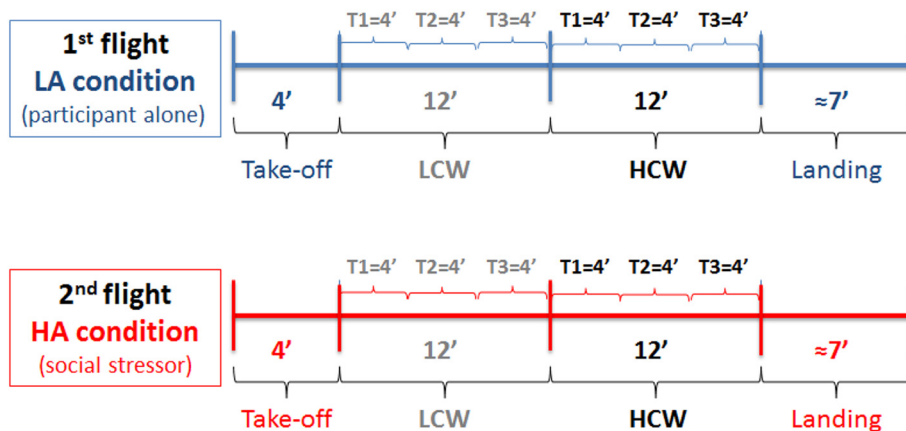 T1=4’ T2=4’ T3=4’ T1=4’ T2=4’ T3=4’
1st flight
LA condition
(participant alone)
4’ 12’ 12’ ≈7’
Take-off LCW HCW Landing
T1=4’ T2=4’ T3=4’ T1=4’ T2=4’ T3=4’
2nd flight
HA condition
(social stressor)
4’ 12’ 12’ ≈7’
Take-off LCW HCW Landing